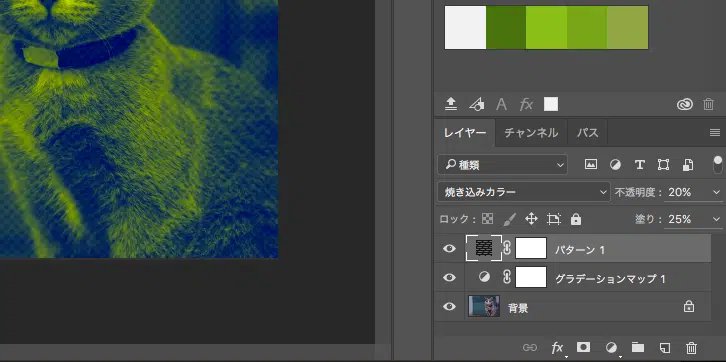 A fx
レイヤー チャンネル パス
種類 T
焼き込みカラー 不透明度： 20%
ロック： 塗り： 25%
パターン 1
グラデーションマップ 1
背景
fx